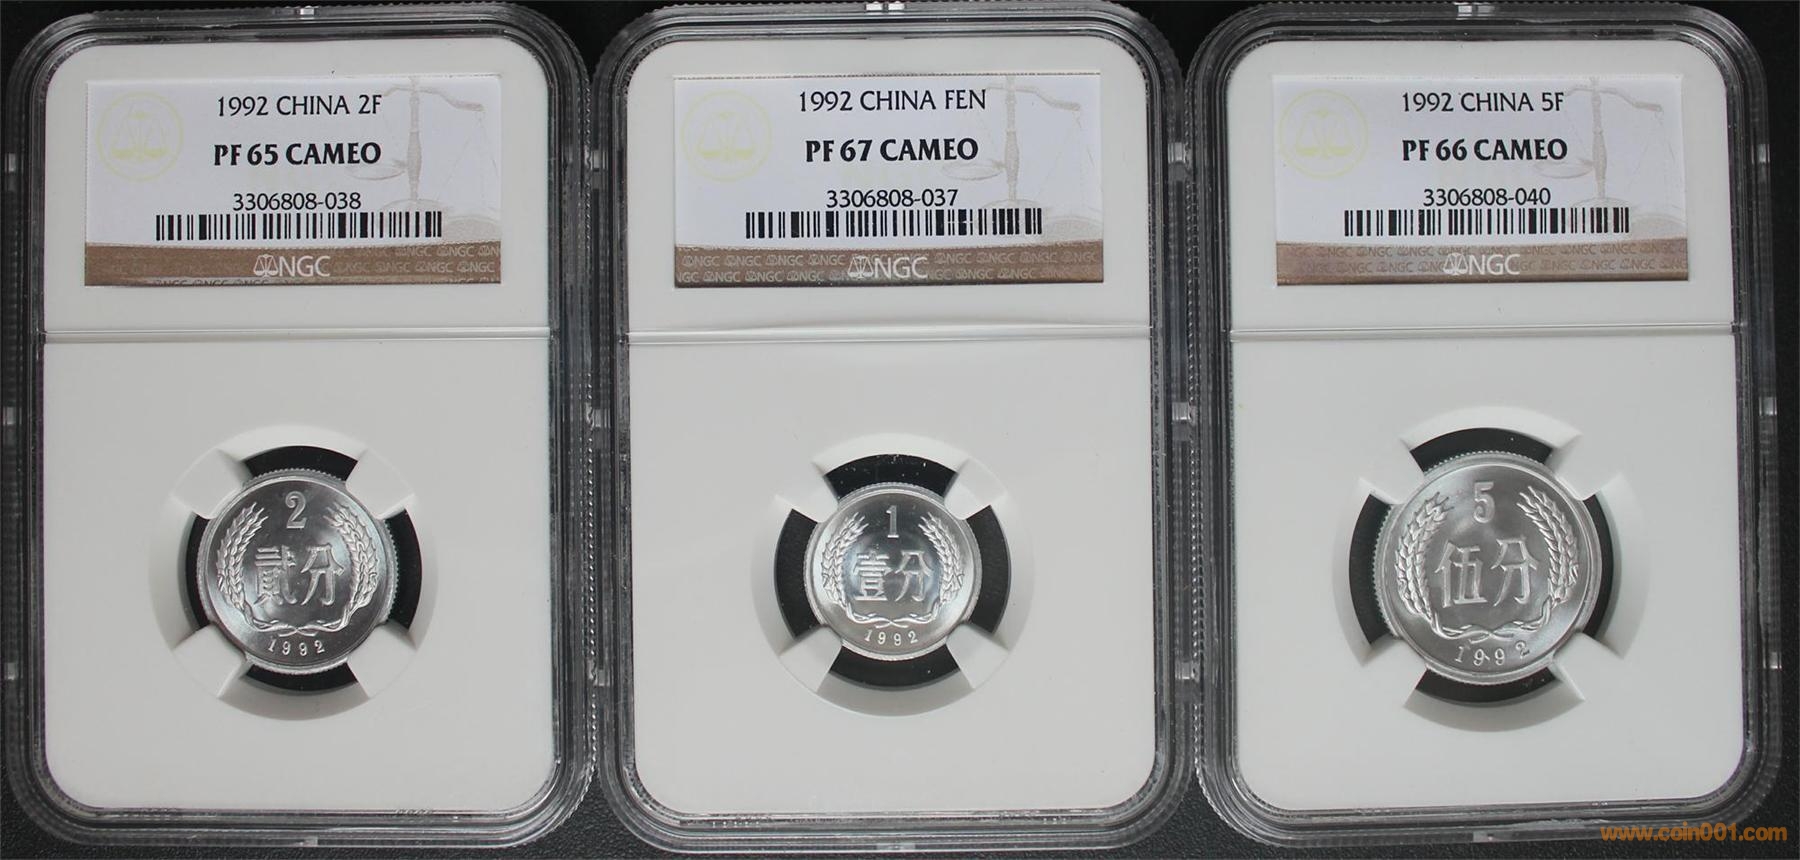 1992 CHINA 2F
PF 65 CAMEO
3306808-038
NGC
2
貳分
1992
1992 CHINA FEN
PF 67 CAMEO
3306808-037
NGC
1
壹分
1992
1992 CHINA 5F
PF 66 CAMEO
3306808-040
NGC
5
伍分
1992
www.coin001.com